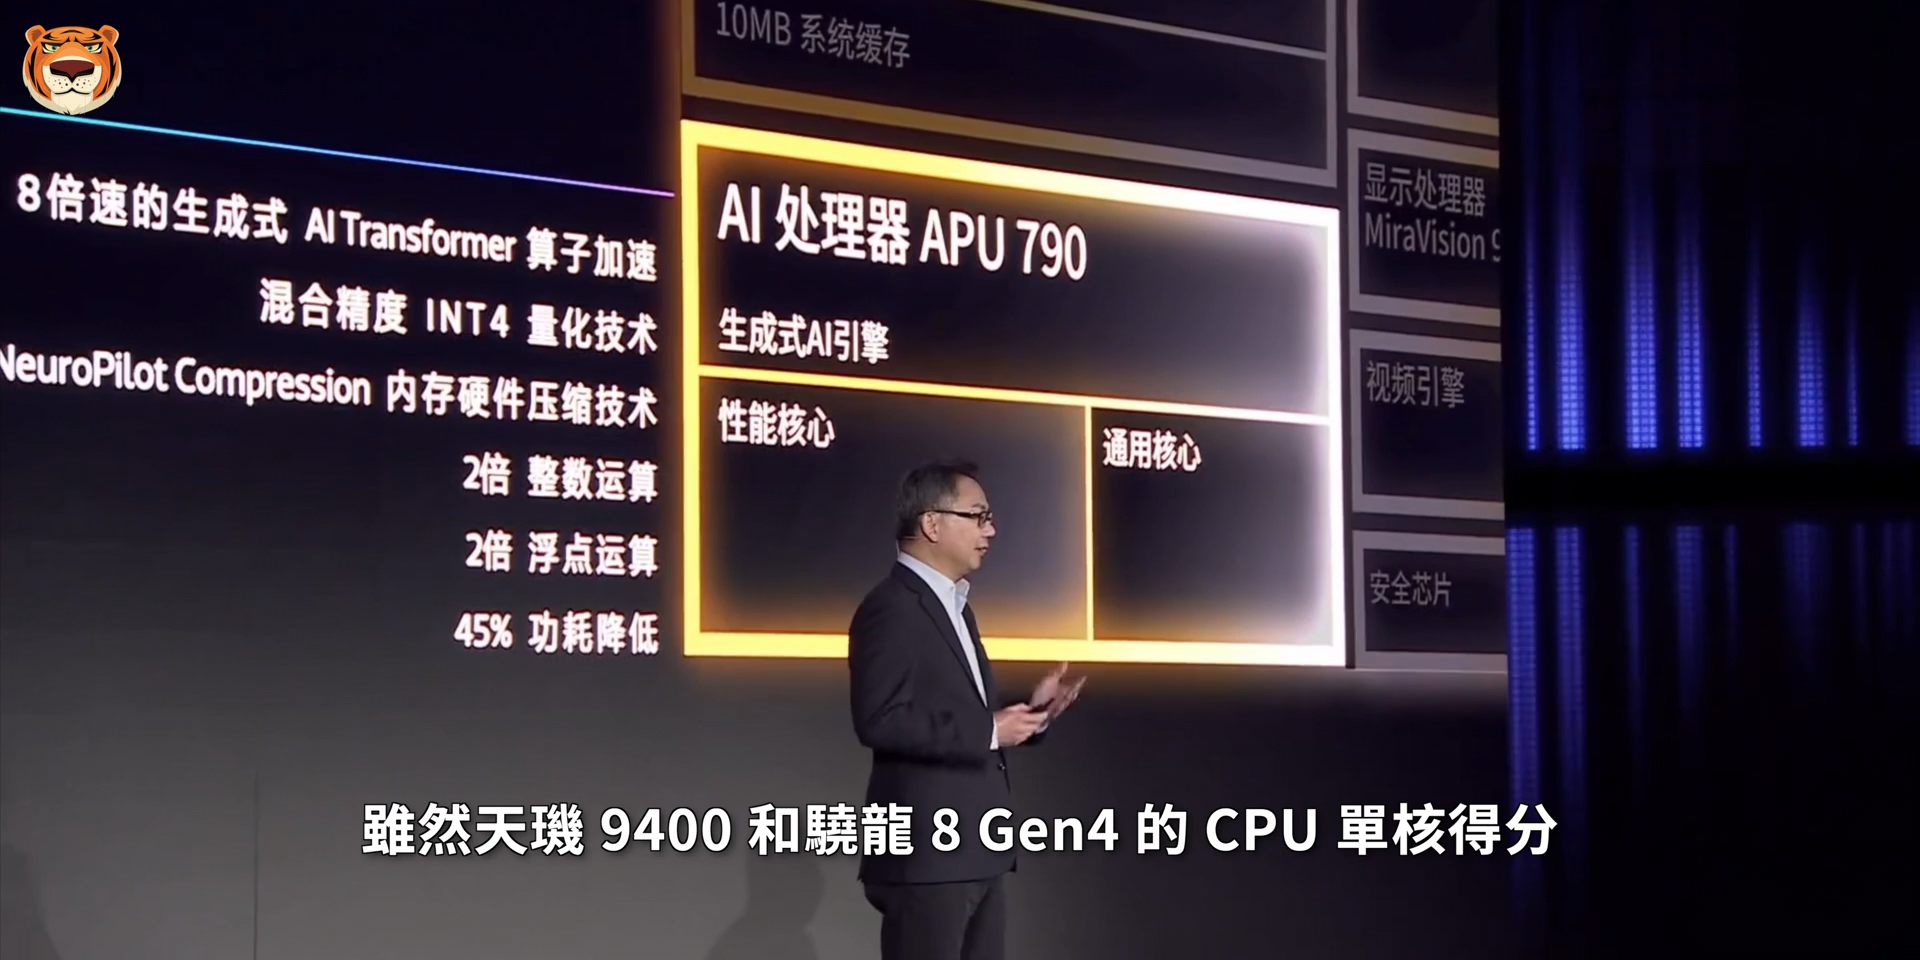 10MB 系统缓存
8倍速的生成式 AI Transformer 算子加速
混合精度 INT4 量化技术
NeuroPilot Compression 内存硬件压缩技术
2倍 整数运算
2倍 浮点运算
45% 功耗降低
AI 处理器 APU 790
生成式AI引擎
性能核心
通用核心
显示处理器
MiraVision 9
视频引擎
安全芯片
雖然天璣 9400 和驍龍 8 Gen4 的 CPU 單核得分